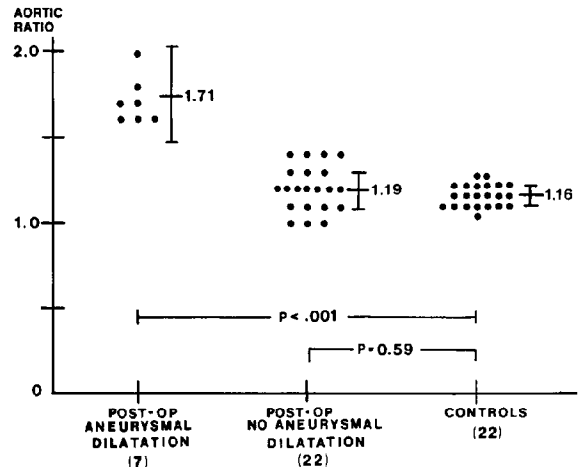 AORTIC
RATIO
2.0
1.71
1.19
1.16
1.0
P< .001
P=0.59
0
POST-OP
ANEURYSMAL
DILATATION
(7)
POST-OP
NO ANEURYSMAL
DILATATION
(22)
CONTROLS
(22)